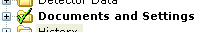 Detector Data
Documents and Settings
History